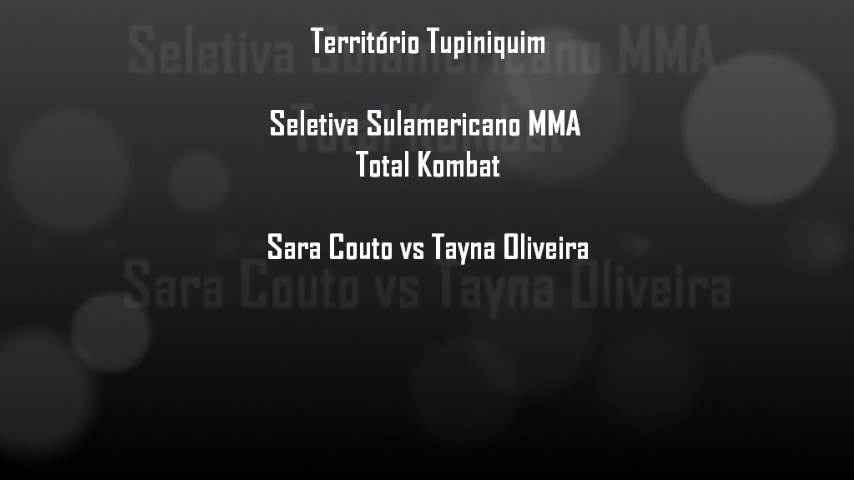 Território Tupiniquim
Seletiva Sulamericano MMA
Total Kombat
Sara Couto vs Tayna Oliveira